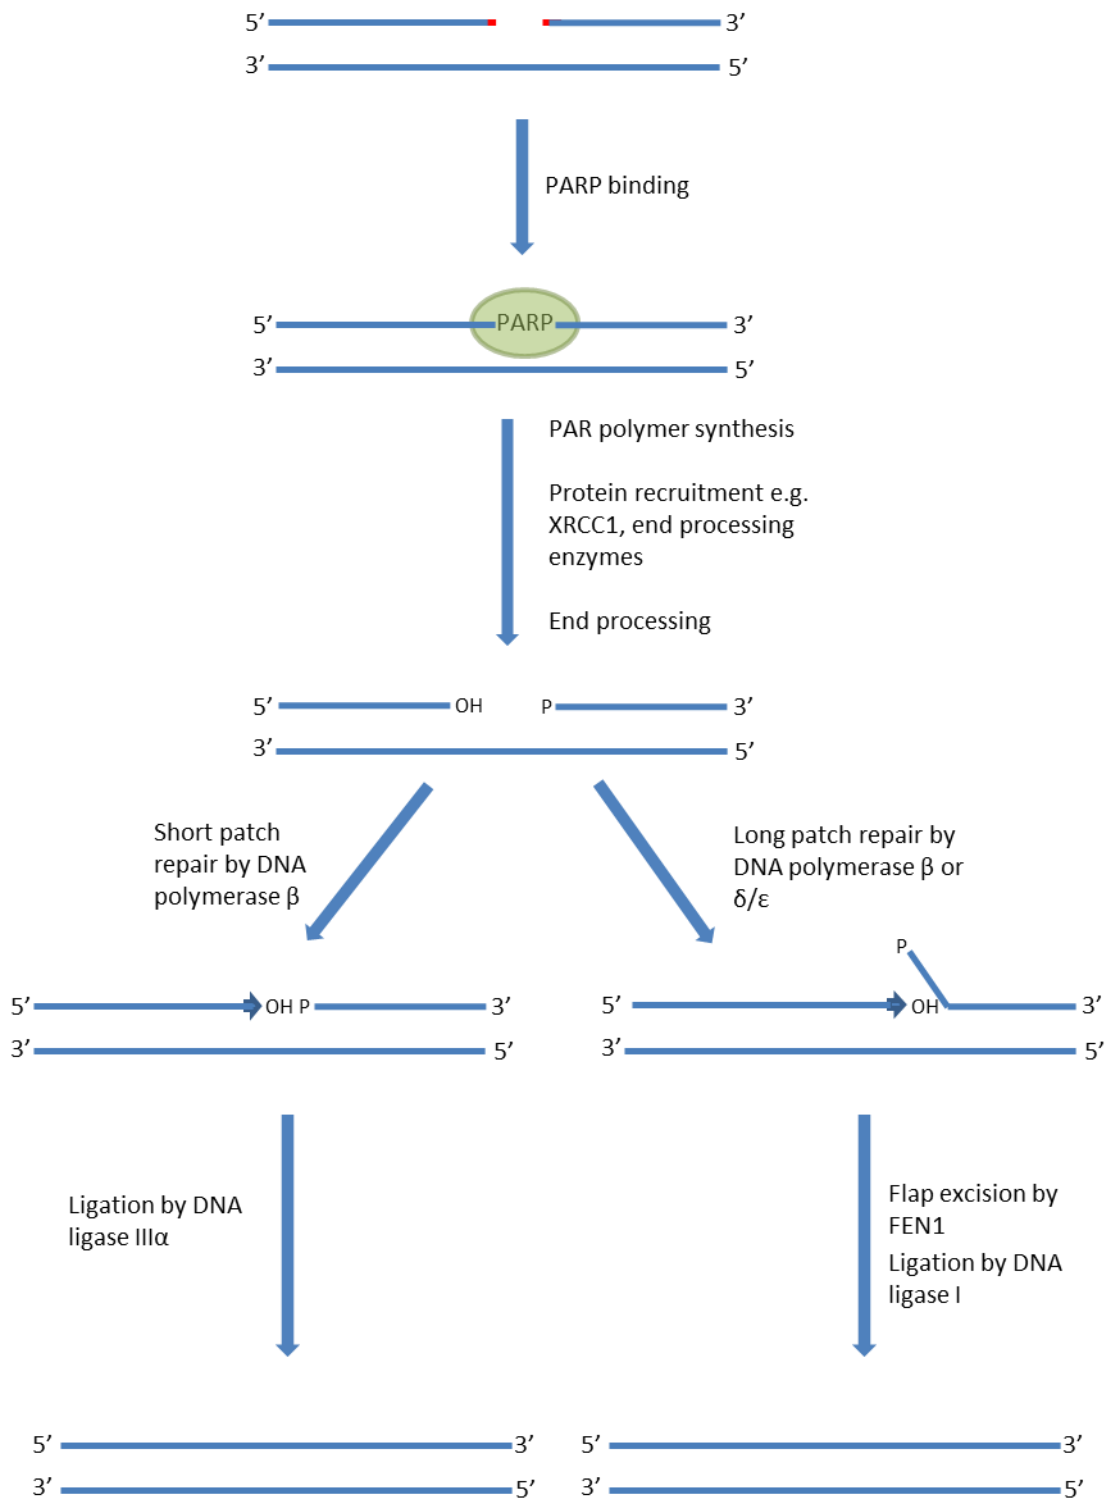 5’ 3’
3’ 5’
PARP binding
5’ PARP 3’
3’ 5’
PAR polymer synthesis
Protein recruitment e.g.
XRCC1, end processing
enzymes
End processing
5’ OH P 3’
3’ 5’
Short patch
repair by DNA
polymerase β
Long patch repair by
DNA polymerase β or
δ/ε
5’ OH P 3’
3’ 5’
P
5’ OH 3’
3’ 5’
Ligation by DNA
ligase IIIα
Flap excision by
FEN1
Ligation by DNA
ligase I
5’ 3’
3’ 5’
5’ 3’
3’ 5’